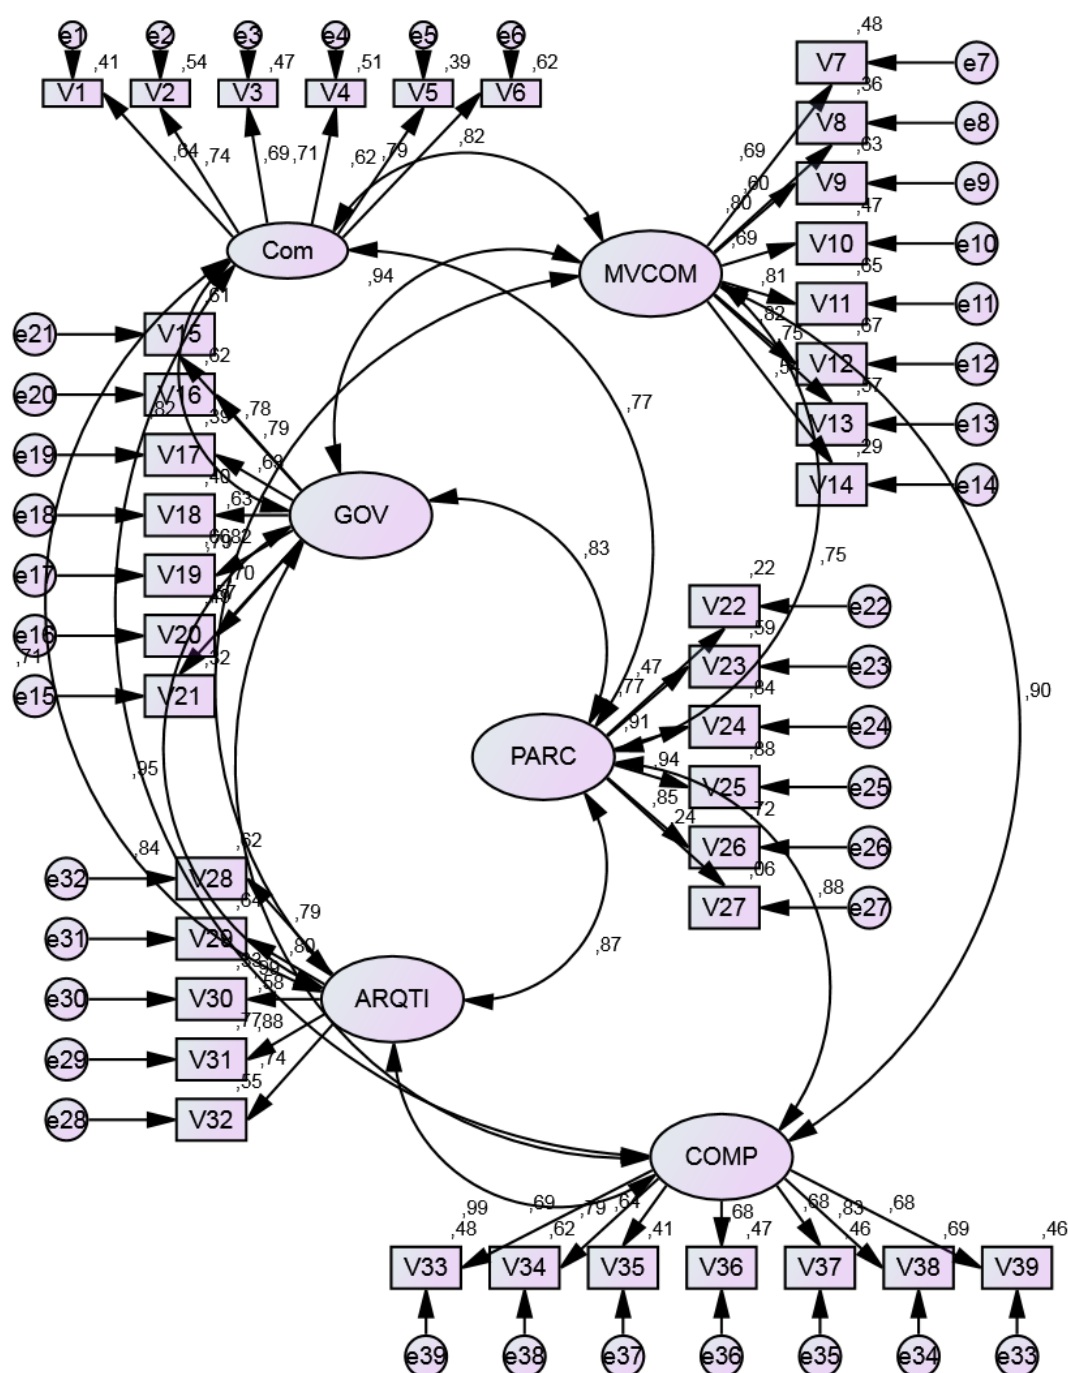 e1 e2 e3 e4 e5 e6
,41 ,54 ,47 ,51 ,39 ,62
V1 V2 V3 V4 V5 V6
,64 ,74 ,69 ,71 ,62 ,79 ,82
Com
,48
V7 e7
,36
V8 e8
,63
V9 e9
,47
V10 e10
,65
V11 e11
,67
V12 e12
,57
V13 e13
,29
V14 e14
,69
,60
,80
,69
,81
,82
,75
MVCOM
,94
,77
,61
e21 V15
,62
e20 V16
,39
e19 V17
,40
e18 V18
e17 V19
e16 V20
,32
e15 V21
,82
,78
,79
,63
,70
GOV
,83
,75
,90
,71
,95
,84
,22
V22 e22
,59
V23 e23
,84
V24 e24
,88
V25 e25
,72
V26 e26
,06
V27 e27
,47
,77
,91
,94
,85
,24
PARC
,88
,87
,62
e32 V28
,64
e31 V29
,33
e30 V30
,77
e29 V31
,55
e28 V32
,79
,80
,99
,58
,88
,74
ARQTI
COMP
,99 ,69 ,79 ,64 ,68 ,68 ,83 ,68
,48 ,62 ,41 ,47 ,46 ,69 ,46
V33 V34 V35 V36 V37 V38 V39
e39 e38 e37 e36 e35 e34 e33